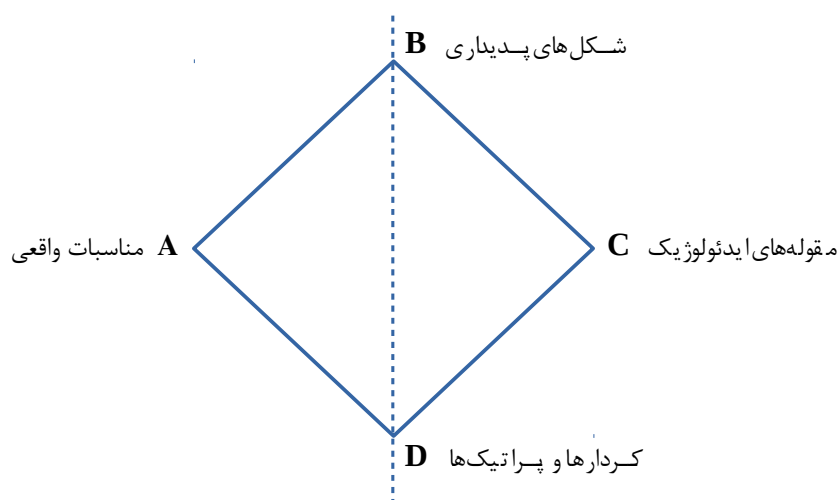 B شکل‌های پدیداری
A مناسبات واقعی
C مقوله‌های ایدئولوژیک
D کردارها و پراتیک‌ها